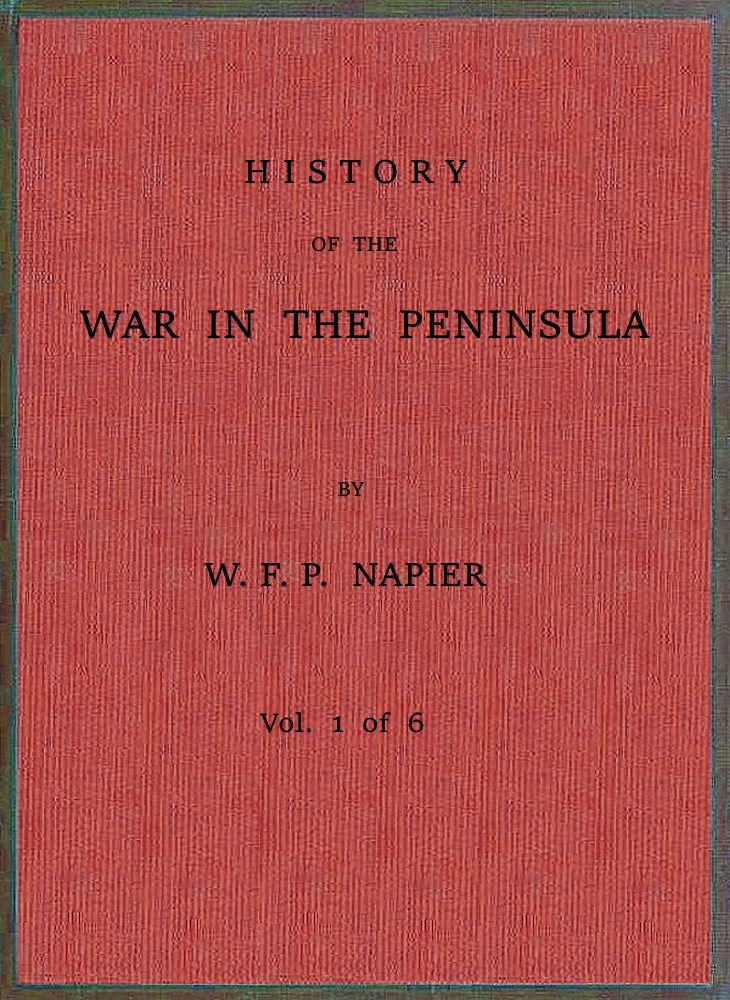 HISTORY
OF THE
WAR IN THE PENINSULA
BY
W. F. P. NAPIER
Vol. 1 of 6